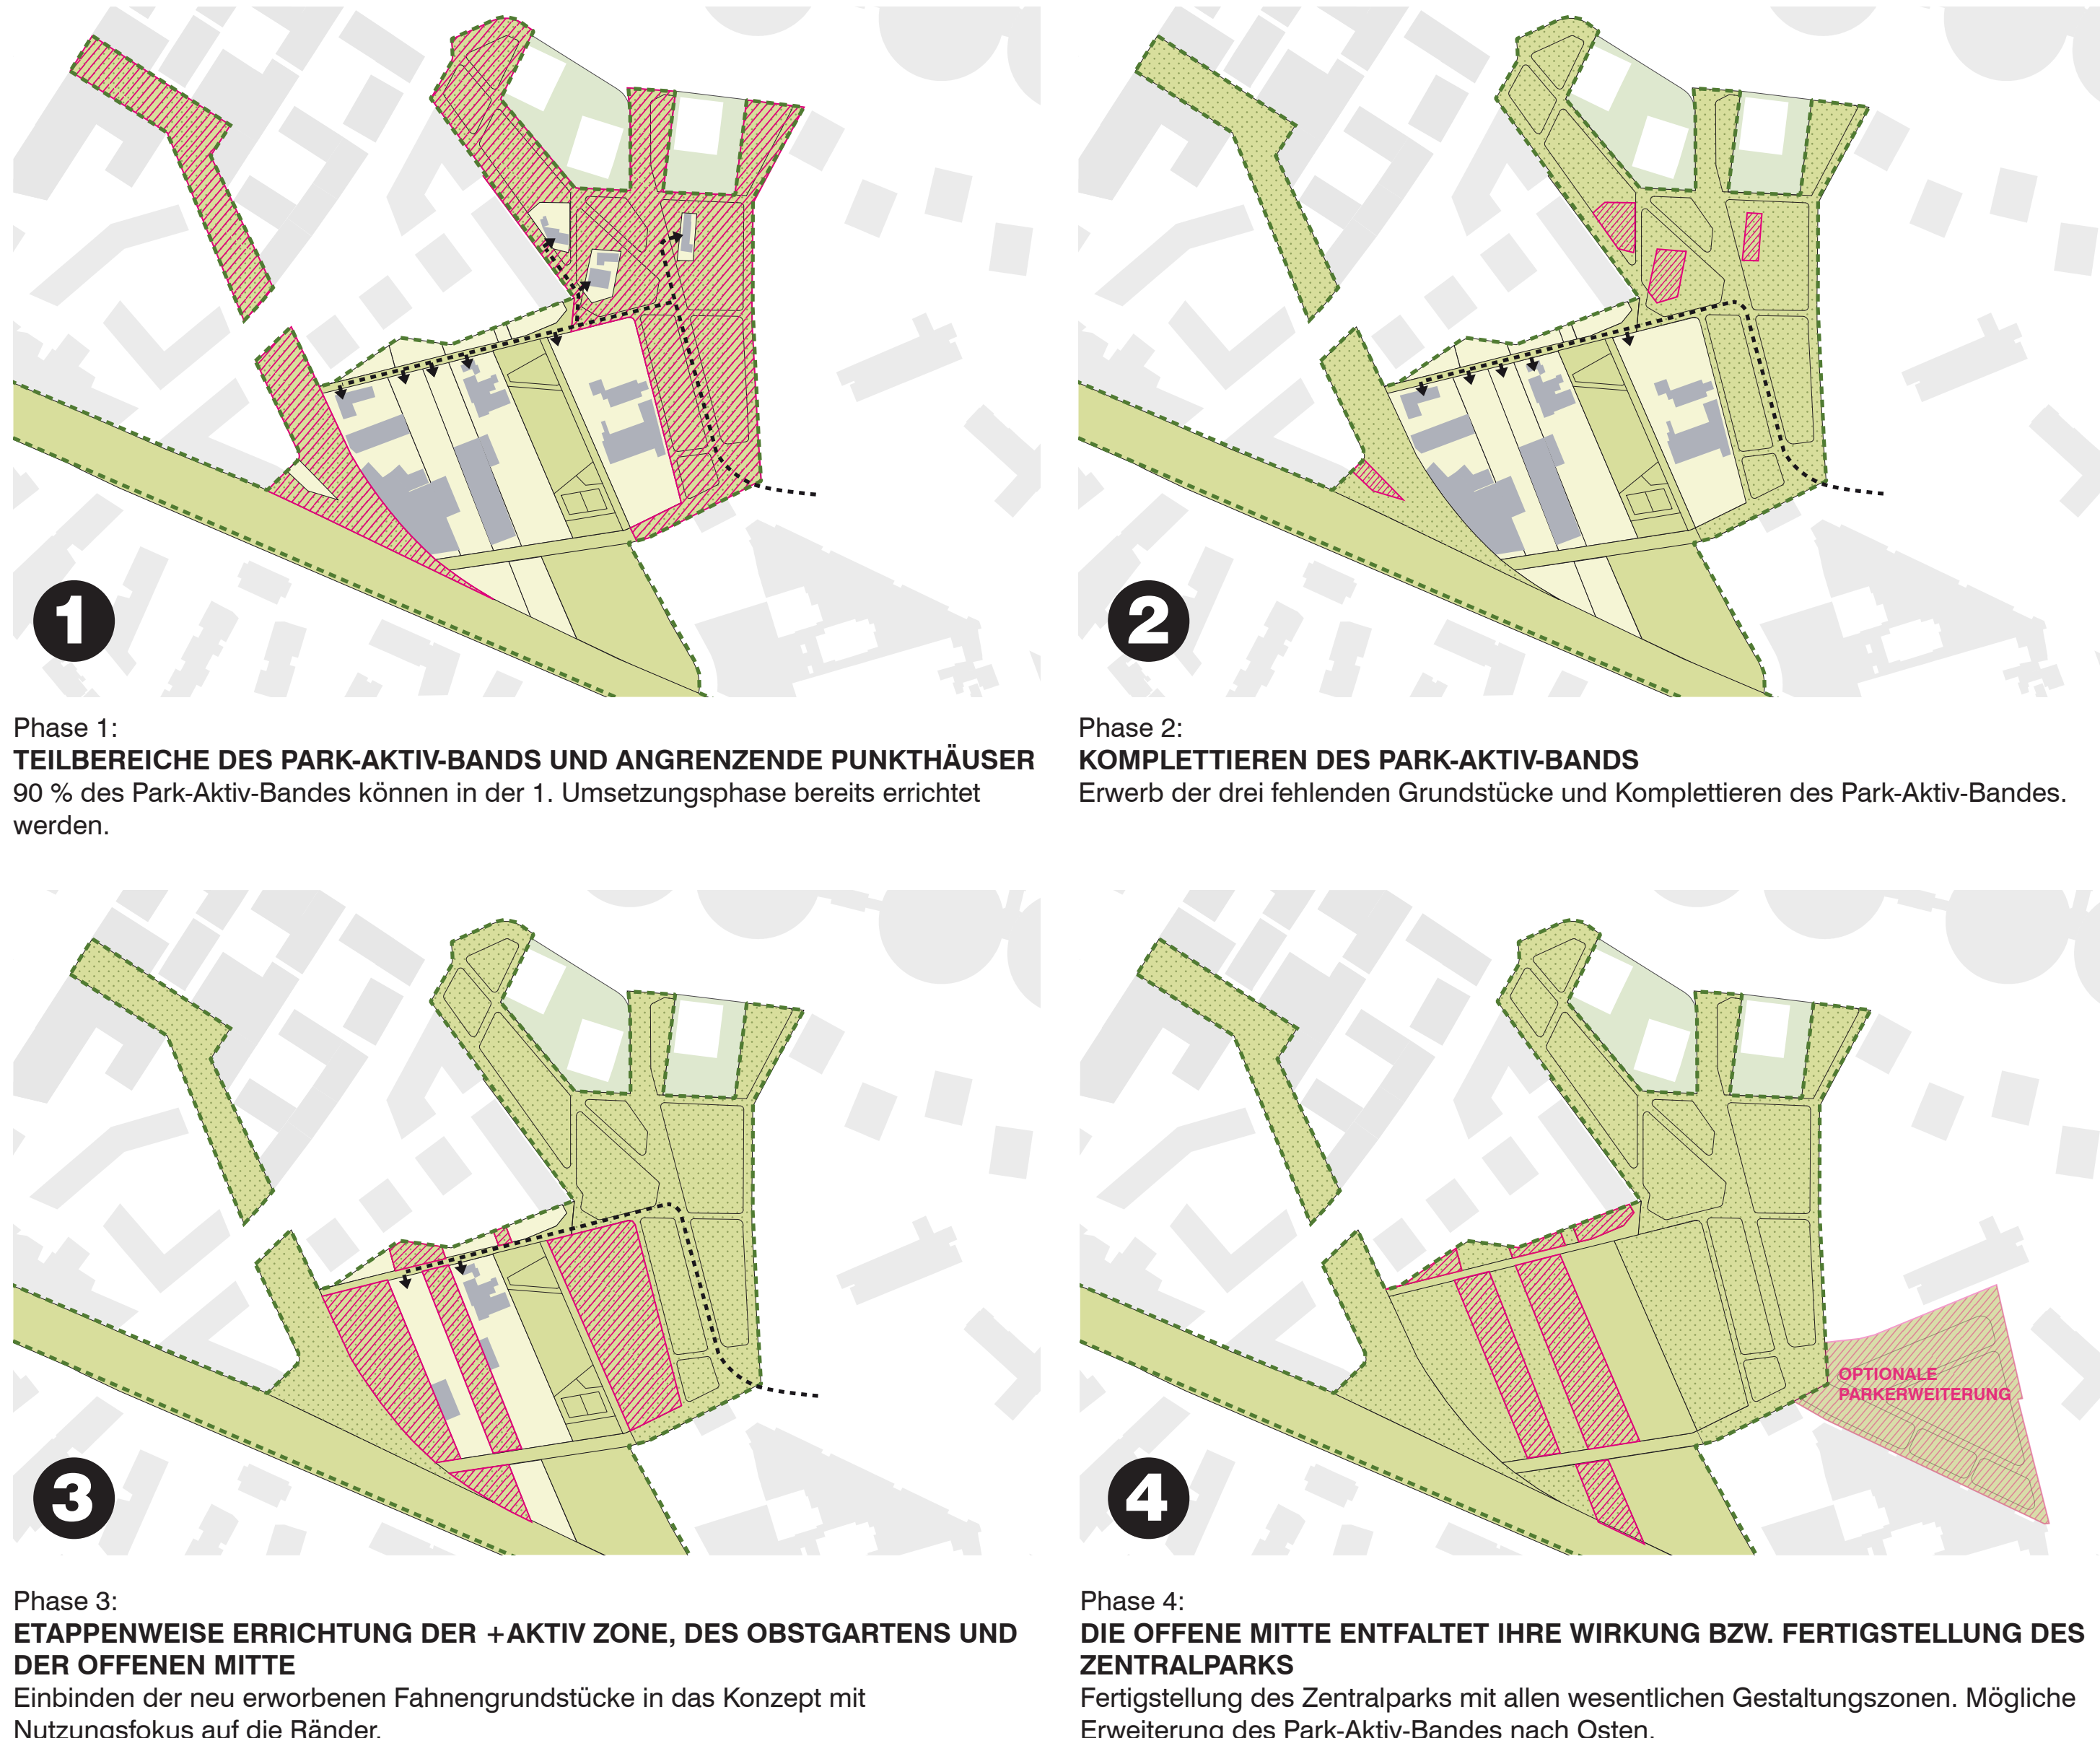 1
2
Phase 1:
TEILBEREICHE DES PARK-AKTIV-BANDS UND ANGRENZENDE PUNKTHÄUSER
90 % des Park-Aktiv-Bandes können in der 1. Umsetzungsphase bereits errichtet
werden.
Phase 2:
KOMPLETTIEREN DES PARK-AKTIV-BANDS
Erwerb der drei fehlenden Grundstücke und Komplettieren des Park-Aktiv-Bandes.
OPTIONALE
PARKERWEITERUNG
3
4
Phase 3:
ETAPPENWEISE ERRICHTUNG DER +AKTIV ZONE, DES OBSTGARTENS UND
DER OFFENEN MITTE
Einbinden der neu erworbenen Fahnengrundstücke in das Konzept mit
Nutzungsfokus auf die Ränder.
Phase 4:
DIE OFFENE MITTE ENTFALTET IHRE WIRKUNG BZW. FERTIGSTELLUNG DES
ZENTRALPARKS
Fertigstellung des Zentralparks mit allen wesentlichen Gestaltungszonen. Mögliche
Erweiterung des Park-Aktiv-Bandes nach Osten.